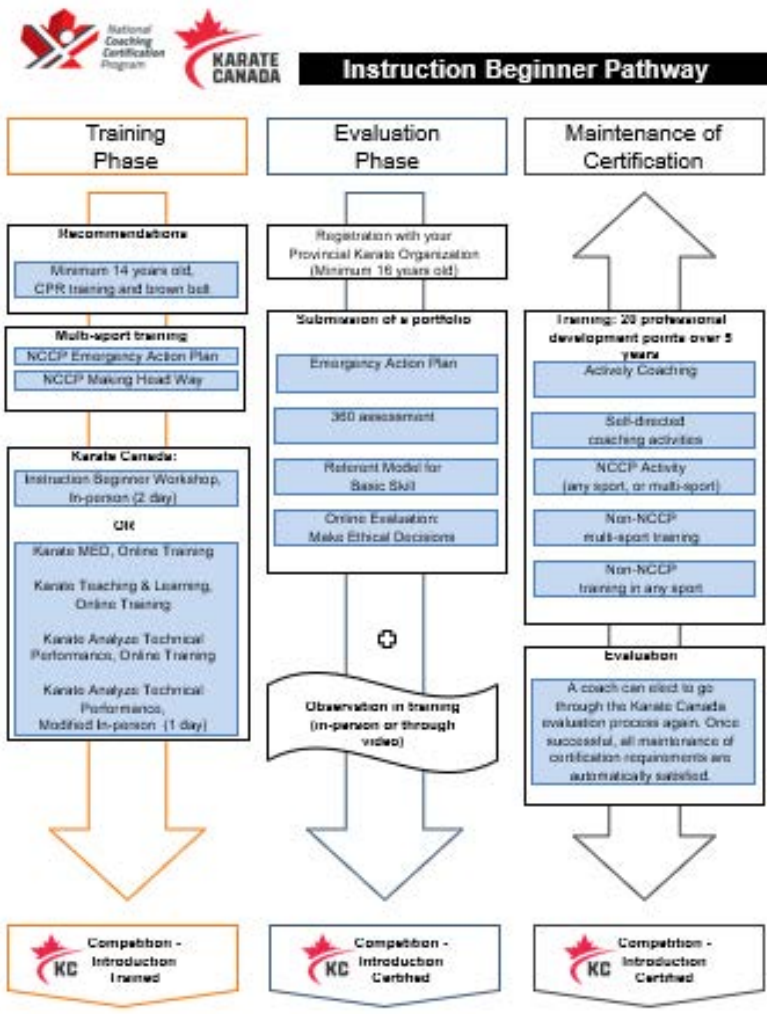 National
Coaching
Certification
Program
KARATE
CANADA
Instruction Beginner Pathway
Training
Phase
Recommendations
Minimum 14 years old,
CPR training and brown belt
Multi-sport training
NCCP Emergency Action Plan
NCCP Making Head Way
Karate Canada:
Instruction Beginner Workshop,
In-person (2 day)
OR
Karate MED, Online Training
Karate Teaching & Learning,
Online Training
Karate Analyze Technical
Performance, Online Training
Karate Analyze Technical
Performance,
Modified In-person (1 day)
KC
Competition -
Introduction
Trained
Evaluation
Phase
Registration with your
Provincial Karate Organization
(Minimum 16 years old)
Submission of a portfolio
Emergency Action Plan
360 assessment
Referent Model for
Basic Skill
Online Evaluation:
Make Ethical Decisions
Observation in training
(in-person or through
video)
KC
Competition -
Introduction
Certified
Maintenance of
Certification
Training: 20 professional
development points over 5
years
Actively Coaching
Self-directed
coaching activities
NCCP Activity
(any sport, or multi-sport)
Non-NCCP
multi-sport training
Non-NCCP
training in any sport
Evaluation
A coach can elect to go
through the Karate Canada
evaluation process again. Once
successful, all maintenance of
certification requirements are
automatically satisfied.
KC
Competition -
Introduction
Certified